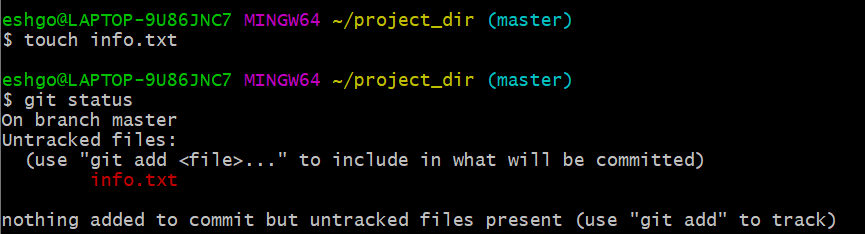 eshgo@LAPTOP-9U86JNC7 MINGW64 ~/project_dir (master)
$ touch info.txt
eshgo@LAPTOP-9U86JNC7 MINGW64 ~/project_dir (master)
$ git status
On branch master
Untracked files:
  (use "git add <file>..." to include in what will be committed)
        info.txt
nothing added to commit but untracked files present (use "git add" to track)